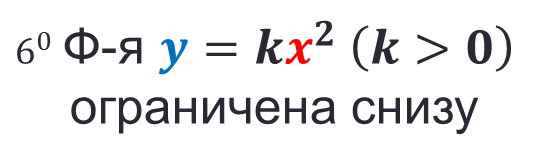 6⁰ Ф-я y = kx² (k > 0)
ограничена снизу